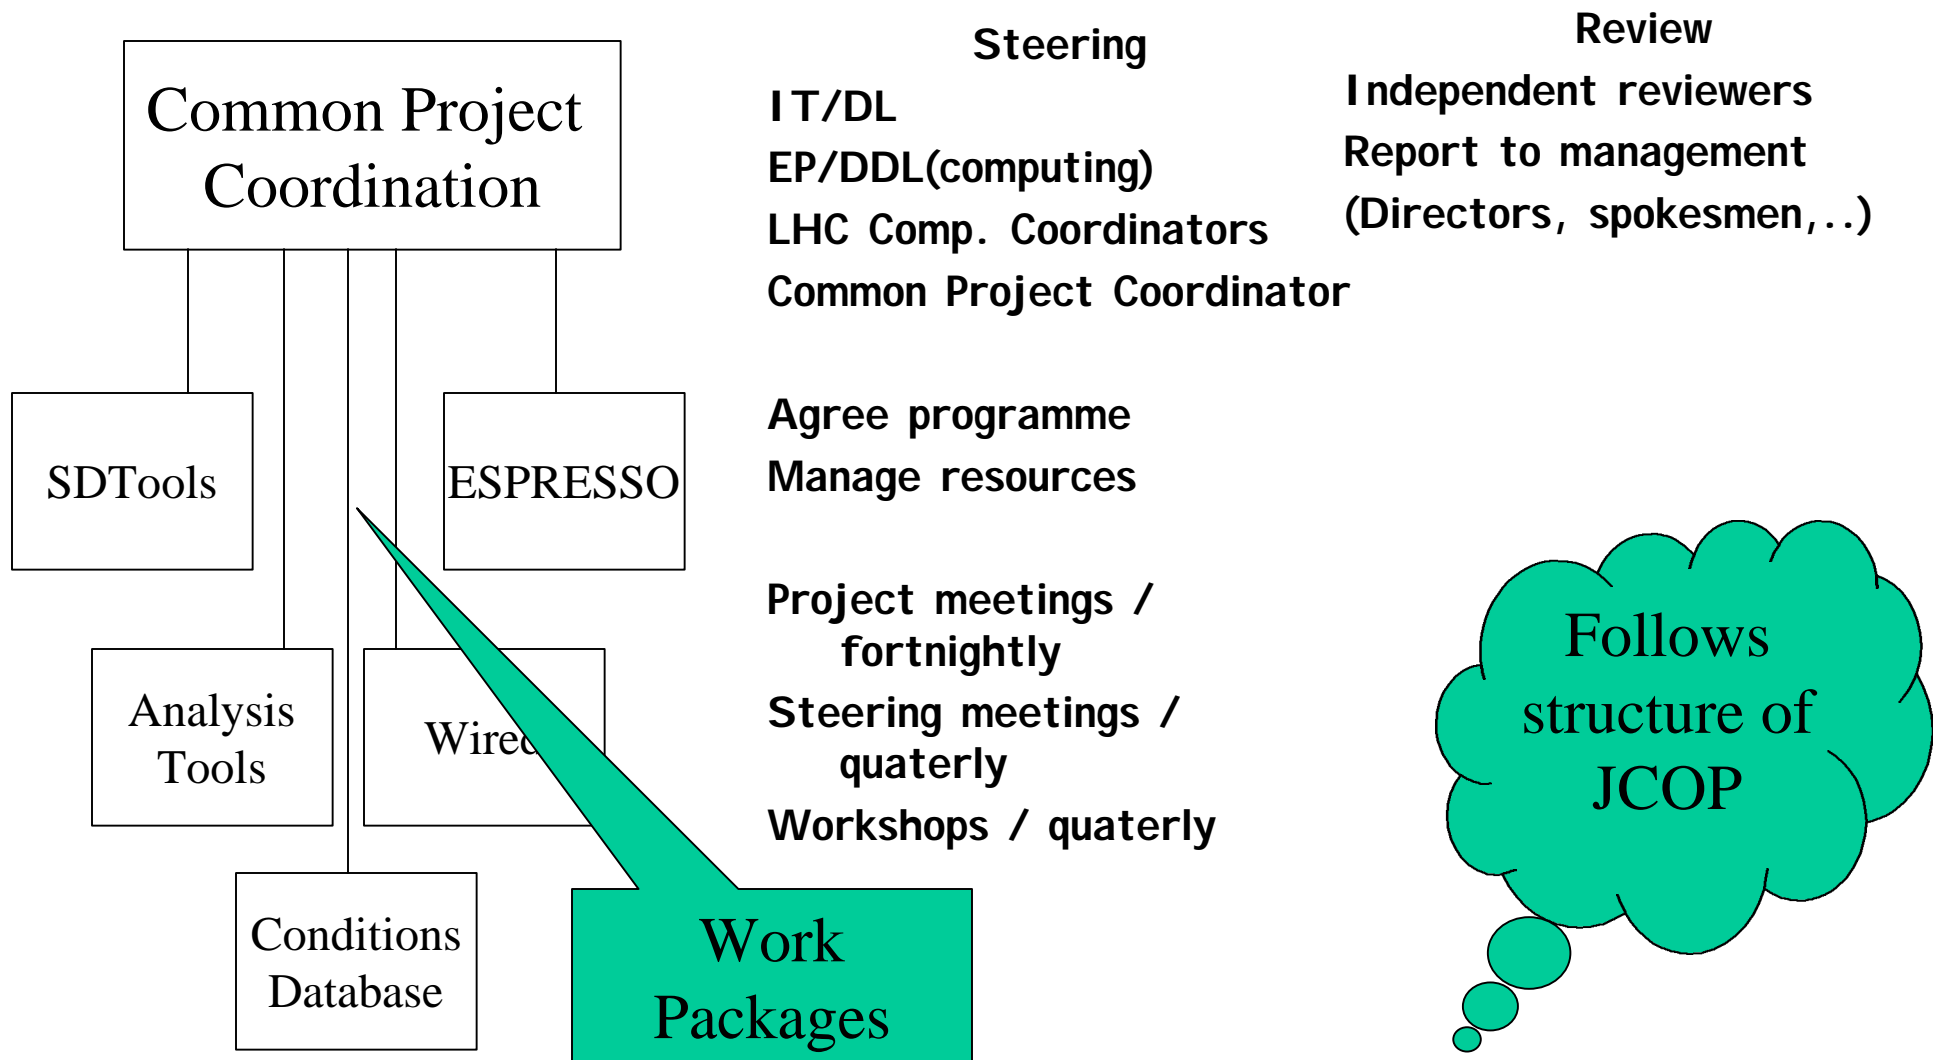 Common Project
Coordination
SDTools
ESPRESSO
Analysis
Tools
Wired
Conditions
Database
Work
Packages
Steering
IT/DL
EP/DDL(computing)
LHC Comp. Coordinators
Common Project Coordinator
Agree programme
Manage resources
Project meetings /
fortnightly
Steering meetings /
quaterly
Workshops / quaterly
Review
Independent reviewers
Report to management
(Directors, spokesmen,..)
Follows
structure of
JCOP